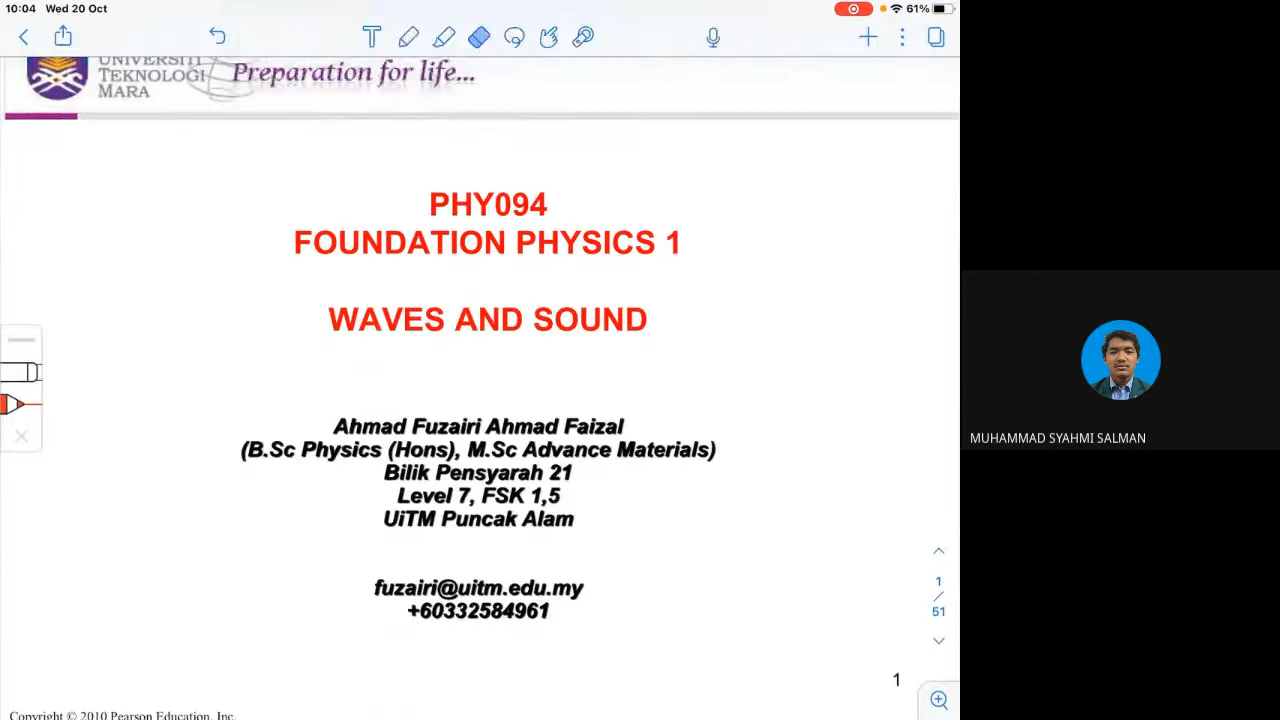 10:04 Wed 20 Oct
61%
UNIVERSITI
TEKNOLOGI
MARA
Preparation for life...
PHY094
FOUNDATION PHYSICS 1
WAVES AND SOUND
Ahmad Fuzairi Ahmad Faizal
(B.Sc Physics (Hons), M.Sc Advance Materials)
Bilik Pensyarah 21
Level 7, FSK 1,5
UiTM Puncak Alam
fuzairi@uitm.edu.my
+60332584961
1
51
1
Copyright © 2010 Pearson Education, Inc.
MUHAMMAD SYAHMI SALMAN